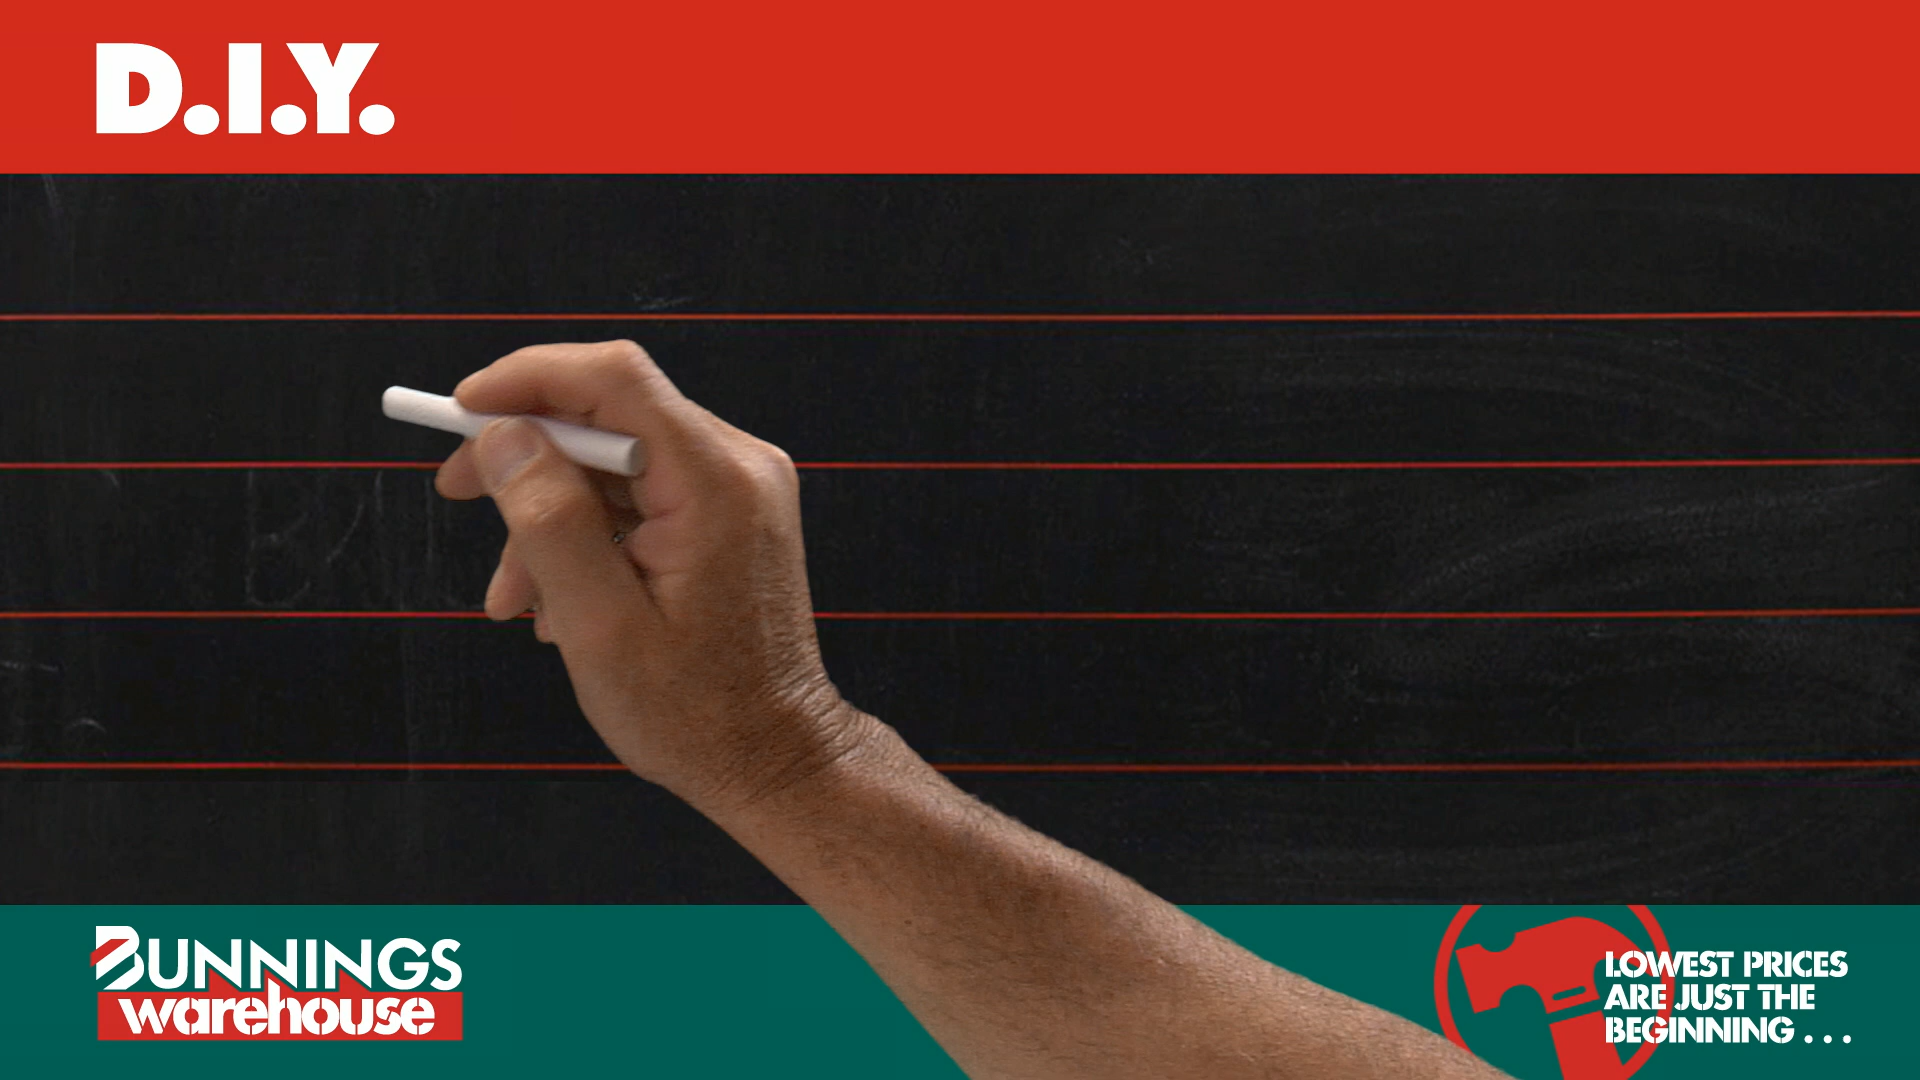 D.I.Y.
BUNNINGS
warehouse
LOWEST PRICES
ARE JUST THE
BEGINNING . . .